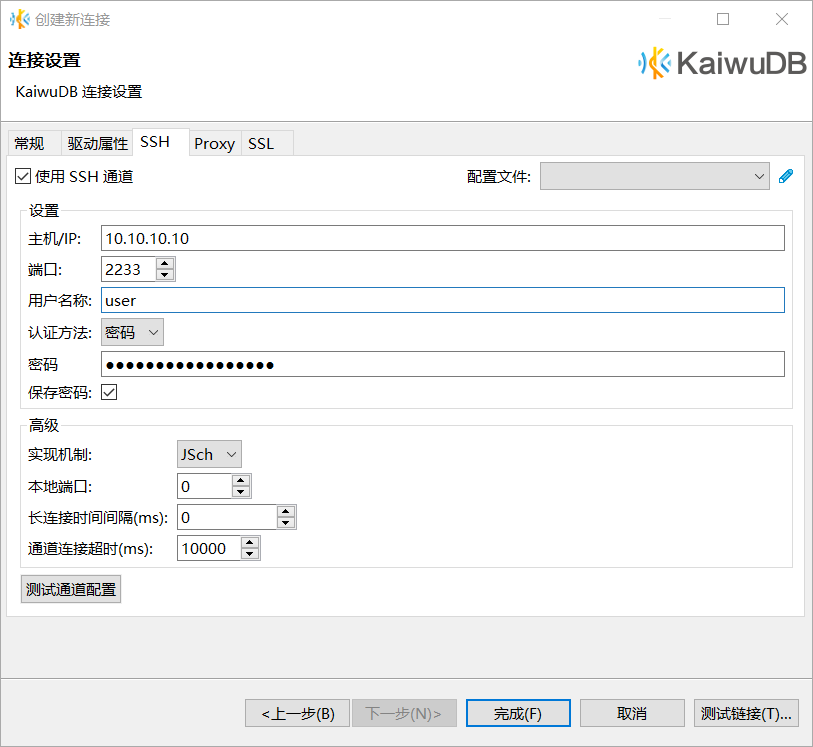 创建新连接
连接设置
KaiwuDB 连接设置
KaiwuDB
常规 驱动属性 SSH Proxy SSL
使用 SSH 通道 配置文件:
设置
主机/IP: 10.10.10.10
端口: 2233
用户名称: user
认证方法: 密码
密码 ●●●●●●●●●●●●●●●●●
保存密码:
高级
实现机制: JSch
本地端口: 0
长连接时间间隔(ms): 0
通道连接超时(ms): 10000
测试通道配置
<上一步(B) 下一步(N)> 完成(F) 取消 测试链接(T)...